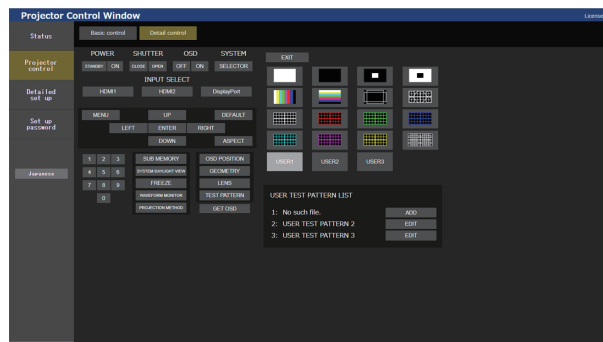 Projector Control Window
License
Status
Projector
control
Detailed
set up
Set up
password
Japanese
Basic control
Detail control
POWER SHUTTER OSD SYSTEM
STANDBY ON CLOSE OPEN OFF ON SELECTOR
INPUT SELECT
HDMI1 HDMI2 DisplayPort
MENU UP DEFAULT
LEFT ENTER RIGHT
DOWN ASPECT
1 2 3 SUB MEMORY OSD POSITION
4 5 6 SYSTEM DAYLIGHT VIEW GEOMETRY
7 8 9 FREEZE LENS
0 WAVEFORM MONITOR TEST PATTERN
PROJECTION METHOD GET OSD
EXIT
USER1 USER2 USER3
USER TEST PATTERN LIST
1: No such file. ADD
2: USER TEST PATTERN 2 EDIT
3: USER TEST PATTERN 3 EDIT